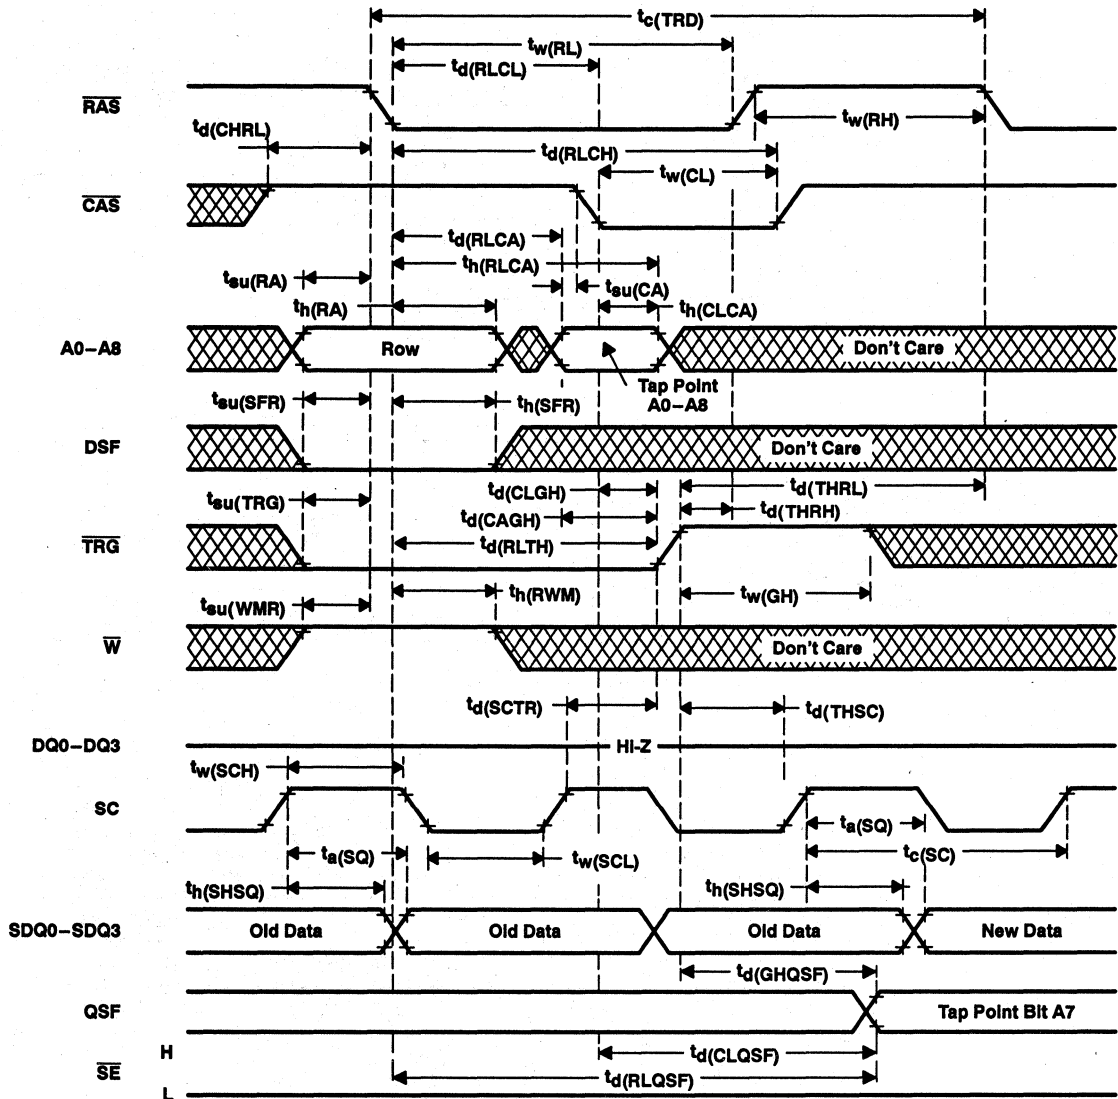 tc(TRD)
tw(RL)
td(RLCL)
RAS
td(CHRL)
tw(RH)
td(RLCH)
tw(CL)
CAS
td(RLCA)
th(RLCA)
tsu(RA)
tsu(CA)
th(RA)
th(CLCA)
A0–A8
Row
Don't Care
Tap Point
A0–A8
tsu(SFR)
th(SFR)
DSF
Don't Care
td(CLGH)
td(THRL)
tsu(TRG)
td(CAGH)
td(THRH)
TRG
td(RLTH)
th(RWM)
tw(GH)
tsu(WMR)
W
Don't Care
td(SCTR)
td(THSC)
DQ0–DQ3
Hi-Z
tw(SCH)
SC
ta(SQ)
ta(SQ)
tw(SCL)
tc(SC)
th(SHSQ)
th(SHSQ)
SDQ0–SDQ3
Old Data
Old Data
Old Data
New Data
td(GHQSF)
QSF
Tap Point Bit A7
H
td(CLQSF)
SE
td(RLQSF)
L